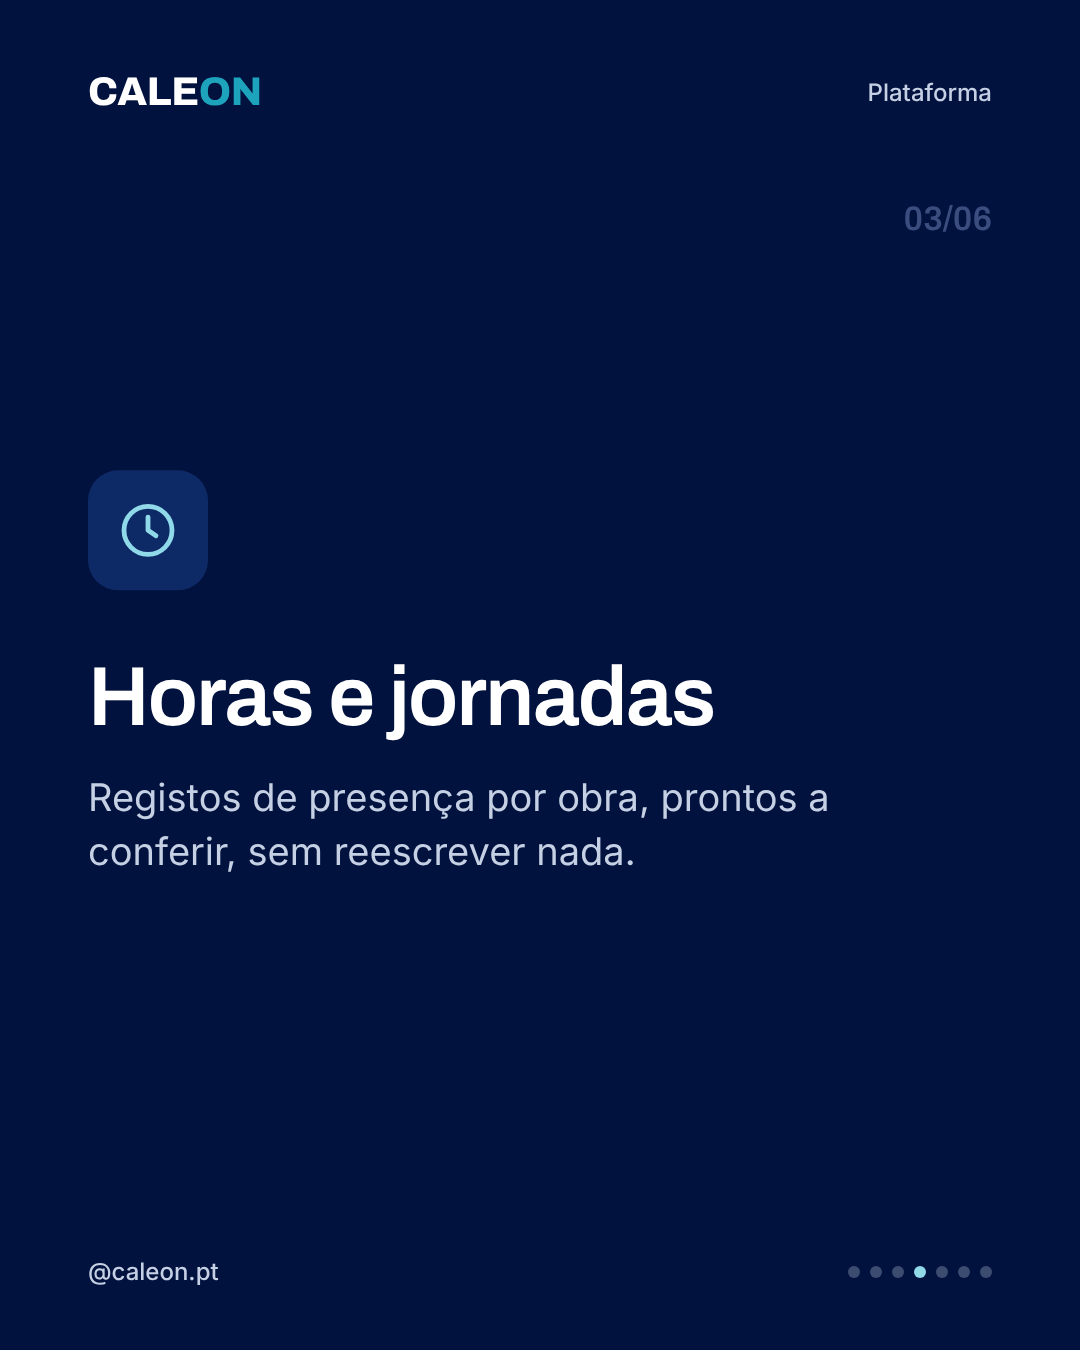 CALEON
Plataforma
03/06
Horas e jornadas
Registos de presença por obra, prontos a
conferir, sem reescrever nada.
@caleon.pt